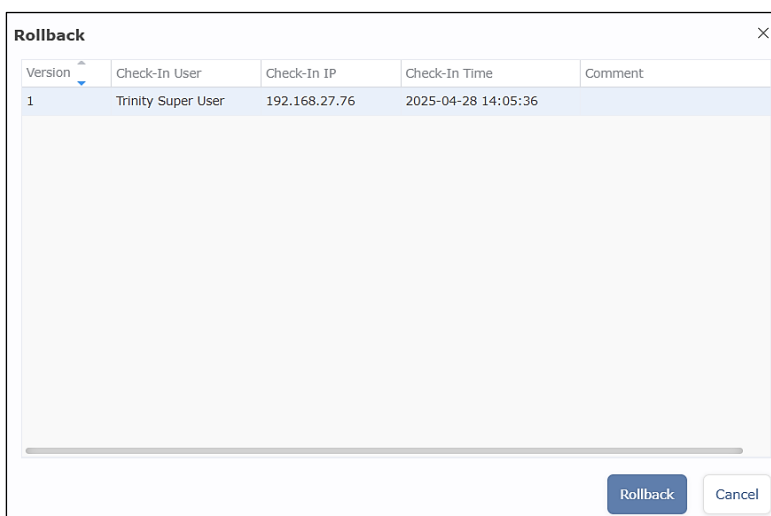 Rollback
Version Check-In User Check-In IP Check-In Time Comment
1 Trinity Super User 192.168.27.76 2025-04-28 14:05:36
Rollback Cancel